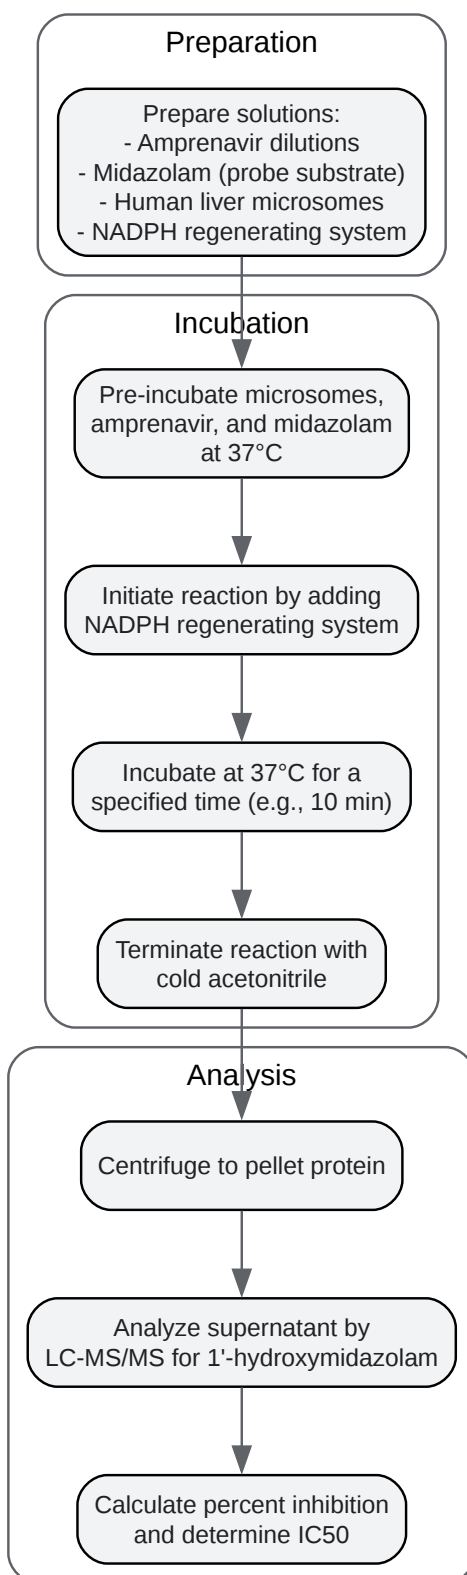 Preparation
Prepare solutions:
- Amprenavir dilutions
- Midazolam (probe substrate)
- Human liver microsomes
- NADPH regenerating system
Incubation
Pre-incubate microsomes,
amprenavir, and midazolam
at 37°C
Initiate reaction by adding
NADPH regenerating system
Incubate at 37°C for a
specified time (e.g., 10 min)
Terminate reaction with
cold acetonitrile
Analysis
Centrifuge to pellet protein
Analyze supernatant by
LC-MS/MS for 1'-hydroxymidazolam
Calculate percent inhibition
and determine IC50